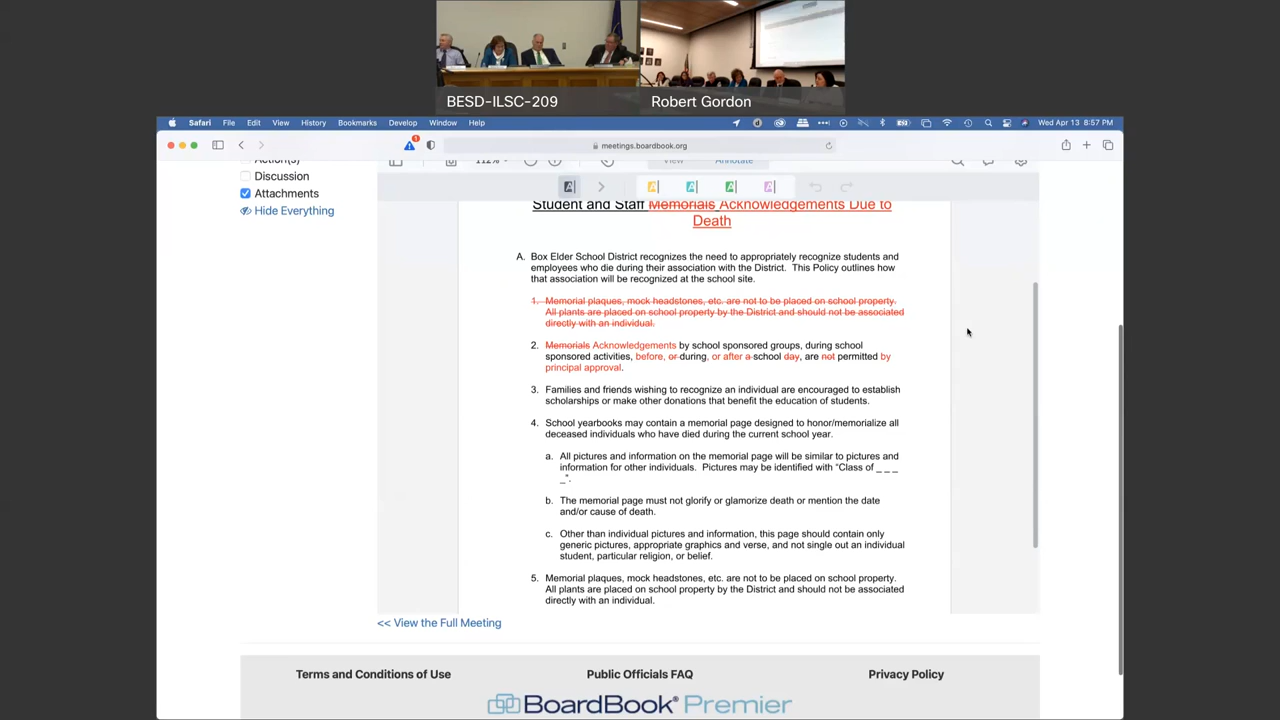 BESD-ILSC-209
Robert Gordon
Safari File Edit View History Bookmarks Develop Window Help
Wed Apr 13 8:57 PM
meetings.boardbook.org
1
Action(s)
Discussion
Attachments
Hide Everything
112%
View
Annotate
Student and Staff Memorials Acknowledgements Due to
Death
A. Box Elder School District recognizes the need to appropriately recognize students and
employees who die during their association with the District. This Policy outlines how
that association will be recognized at the school site.
1. Memorial plaques, mock headstones, etc. are not to be placed on school property.
All plants are placed on school property by the District and should not be associated
directly with an individual.
2. Memorials Acknowledgements by school sponsored groups, during school
sponsored activities, before, or during, or after a school day, are not permitted by
principal approval.
3. Families and friends wishing to recognize an individual are encouraged to establish
scholarships or make other donations that benefit the education of students.
4. School yearbooks may contain a memorial page designed to honor/memorialize all
deceased individuals who have died during the current school year.
a. All pictures and information on the memorial page will be similar to pictures and
information for other individuals. Pictures may be identified with “Class of _ _ _
_”.
b. The memorial page must not glorify or glamorize death or mention the date
and/or cause of death.
c. Other than individual pictures and information, this page should contain only
generic pictures, appropriate graphics and verse, and not single out an individual
student, particular religion, or belief.
5. Memorial plaques, mock headstones, etc. are not to be placed on school property.
All plants are placed on school property by the District and should not be associated
directly with an individual.
<< View the Full Meeting
Terms and Conditions of Use
Public Officials FAQ
Privacy Policy
BoardBook® Premier